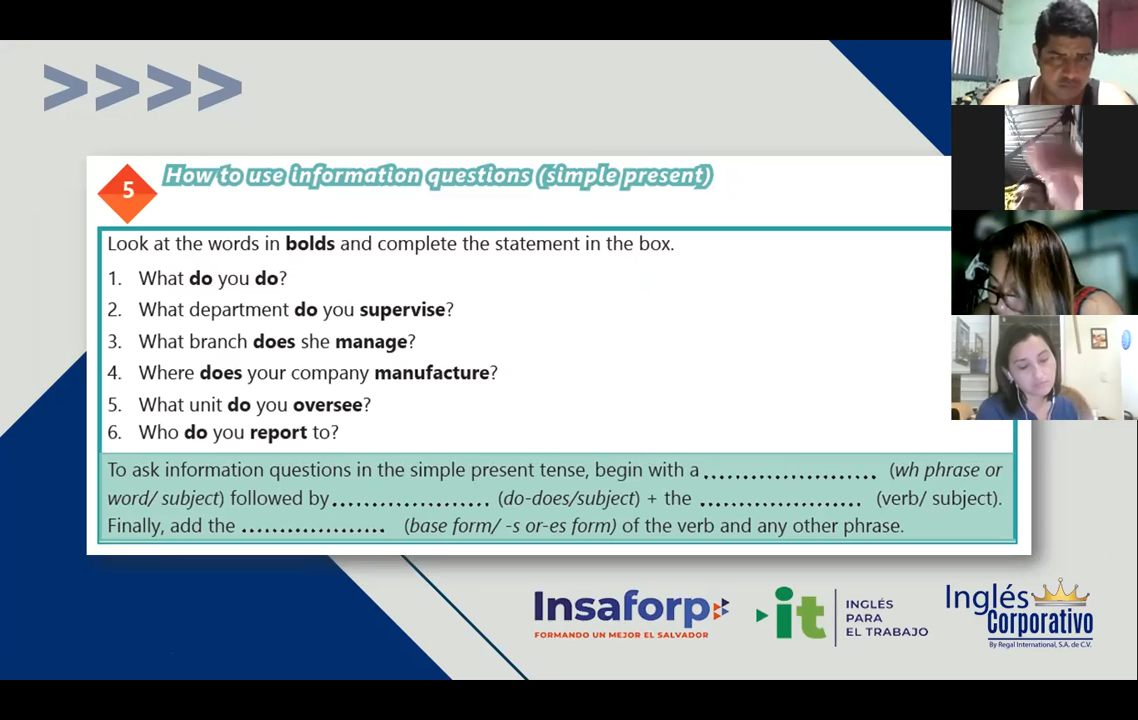 >>>>
5
How to use information questions (simple present)
Look at the words in bolds and complete the statement in the box.
1. What do you do?
2. What department do you supervise?
3. What branch does she manage?
4. Where does your company manufacture?
5. What unit do you oversee?
6. Who do you report to?
To ask information questions in the simple present tense, begin with a ...................... (wh phrase or
word/ subject) followed by .................... (do-does/subject) + the .................... (verb/ subject).
Finally, add the .................. (base form/ -s or-es form) of the verb and any other phrase.
Insaforp
FORMANDO UN MEJOR EL SALVADOR
it
INGLÉS
PARA
EL TRABAJO
Inglés
Corporativo
By Regal International, S.A. de C.V.